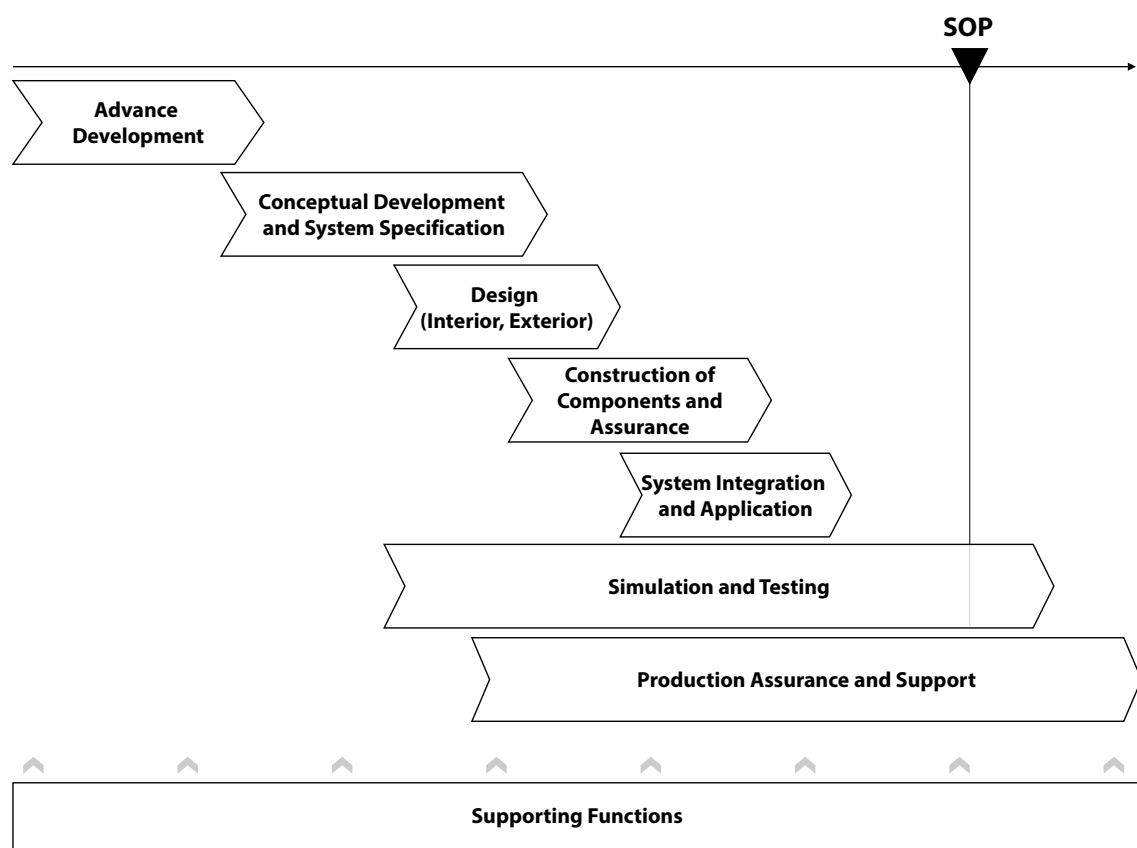 SOP
Advance
Development
Conceptual Development
and System Specification
Design
(Interior, Exterior)
Construction of
Components and
Assurance
System Integration
and Application
Simulation and Testing
Production Assurance and Support
Supporting Functions